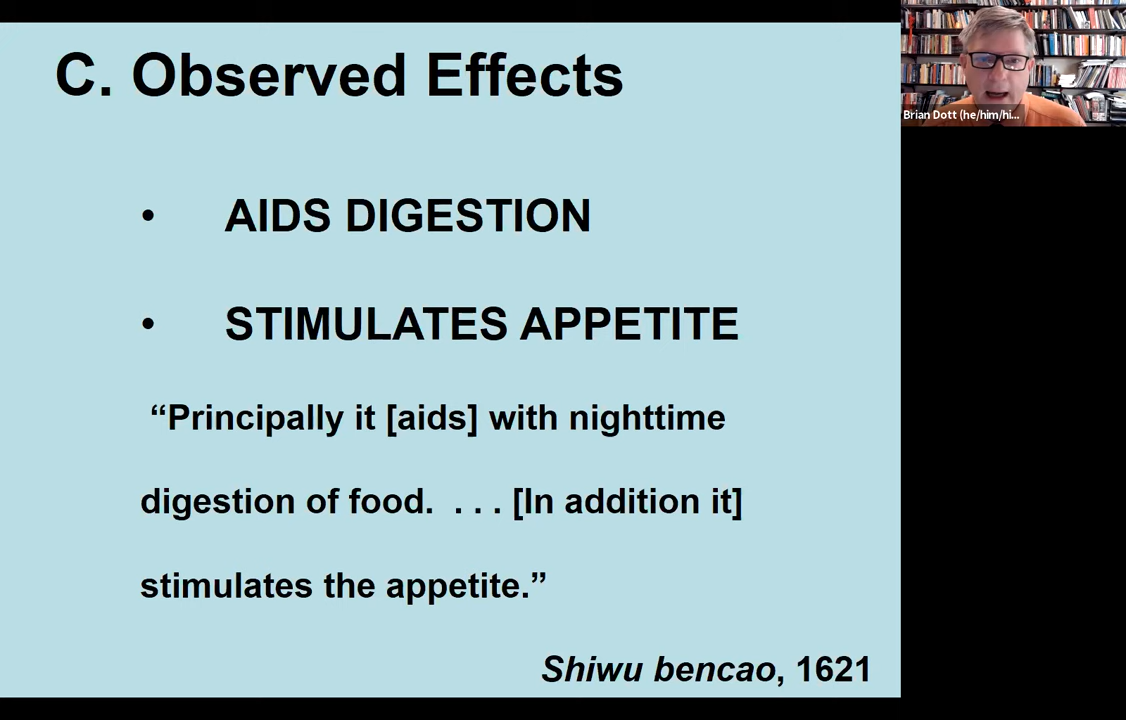 C. Observed Effects
• AIDS DIGESTION
• STIMULATES APPETITE
“Principally it [aids] with nighttime
digestion of food. . . . [In addition it]
stimulates the appetite.”
Shiwu bencao, 1621
Brian Dott (he/him/hi...